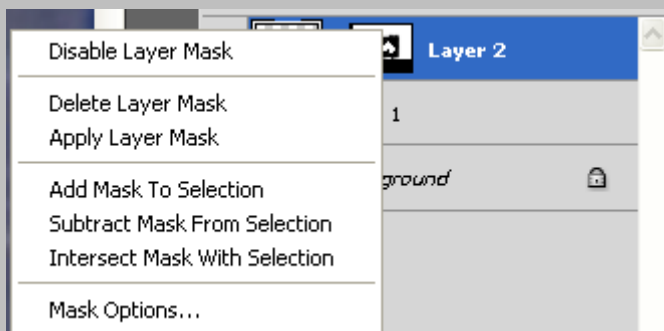 Disable Layer Mask
Layer 2
Delete Layer Mask
Apply Layer Mask
1
Add Mask To Selection
ground
Subtract Mask From Selection
Intersect Mask With Selection
Mask Options...